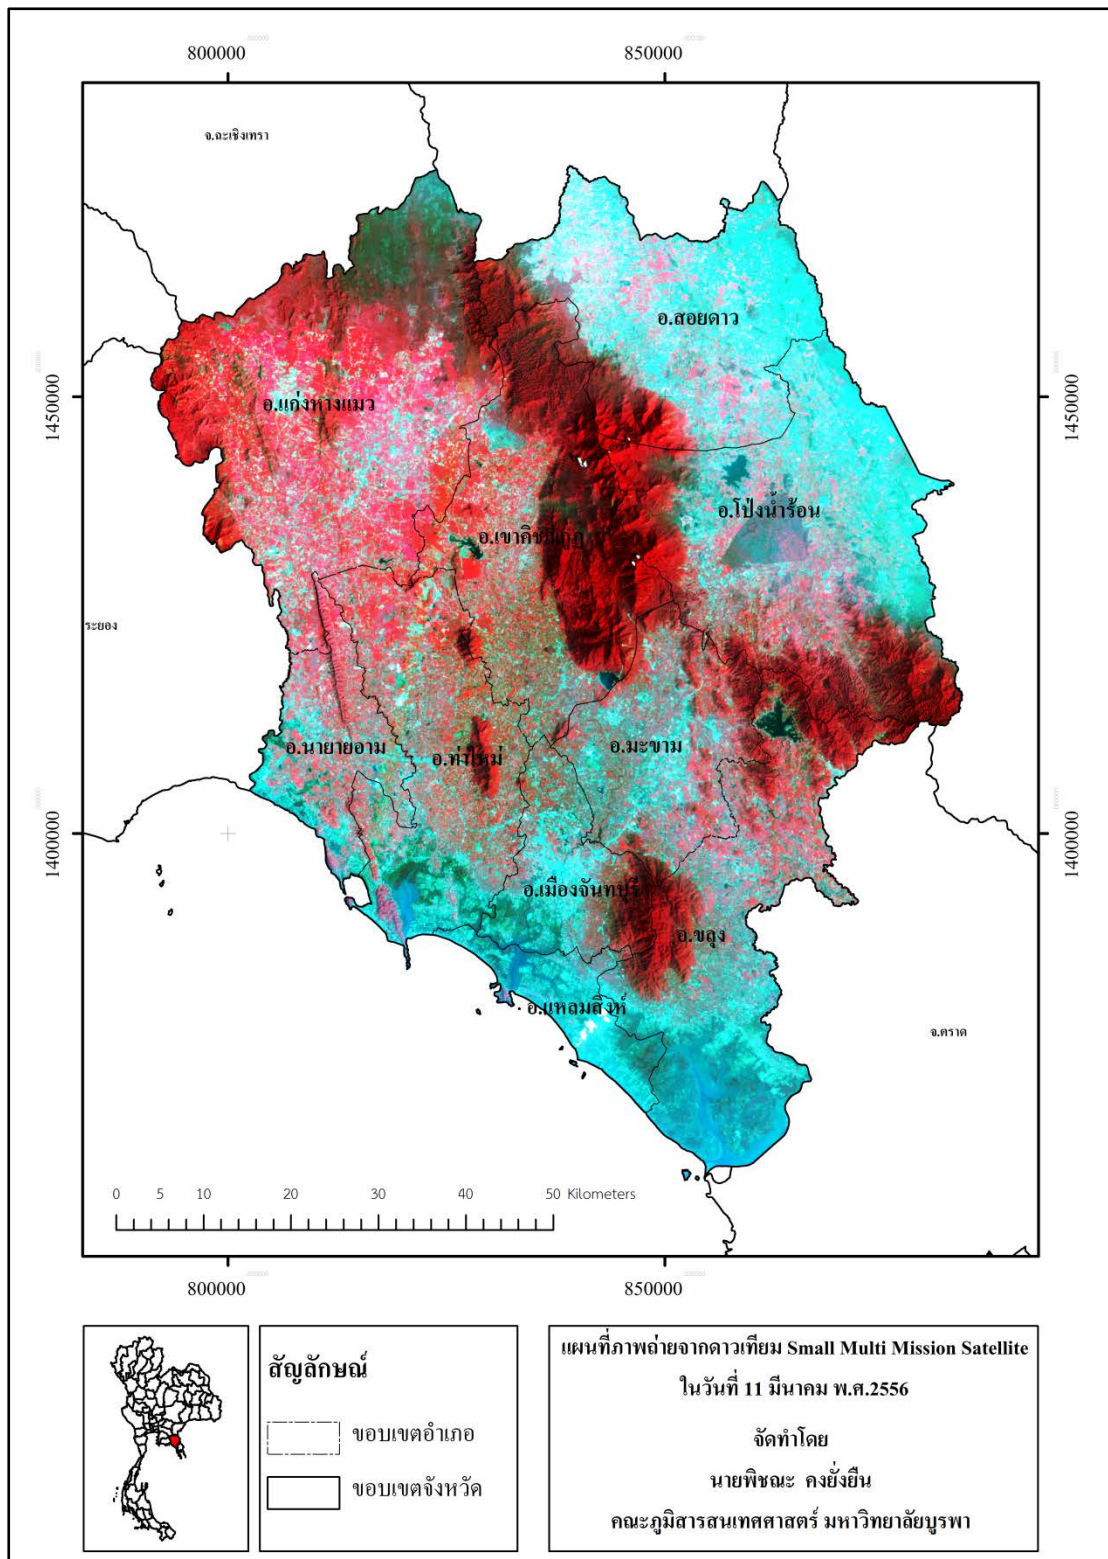 800000 850000
จ.ฉะเชิงเทรา
อ.สอยดาว
1450000 1450000
อ.แก่งหางแมว
อ.โป่งน้ำร้อน
อ.เขาคิชฌกูฏ
ระยอง
อ.นายายอาม อ.ท่าใหม่ อ.มะขาม
1400000 1400000
อ.เมืองจันทบุรี
อ.ขลุง
อ.แหลมสิงห์
จ.ตราด
0 5 10 20 30 40 50 Kilometers
800000 850000
สัญลักษณ์
ขอบเขตอำเภอ
ขอบเขตจังหวัด
แผนที่ภาพถ่ายจากดาวเทียม Small Multi Mission Satellite
ในวันที่ 11 มีนาคม พ.ศ.2556
จัดทำโดย
นายพิชณะ คงยั่งยืน
คณะภูมิสารสนเทศศาสตร์ มหาวิทยาลัยบูรพา